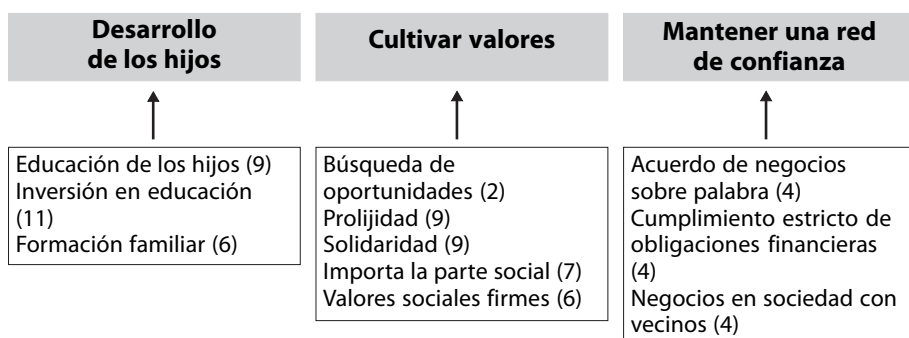 Desarrollo
de los hijos
Educación de los hijos (9)
Inversión en educación
(11)
Formación familiar (6)
Cultivar valores
Búsqueda de
oportunidades (2)
Prolijidad (9)
Solidaridad (9)
Importa la parte social (7)
Valores sociales firmes (6)
Mantener una red
de confianza
Acuerdo de negocios
sobre palabra (4)
Cumplimiento estricto de
obligaciones financieras
(4)
Negocios en sociedad con
vecinos (4)